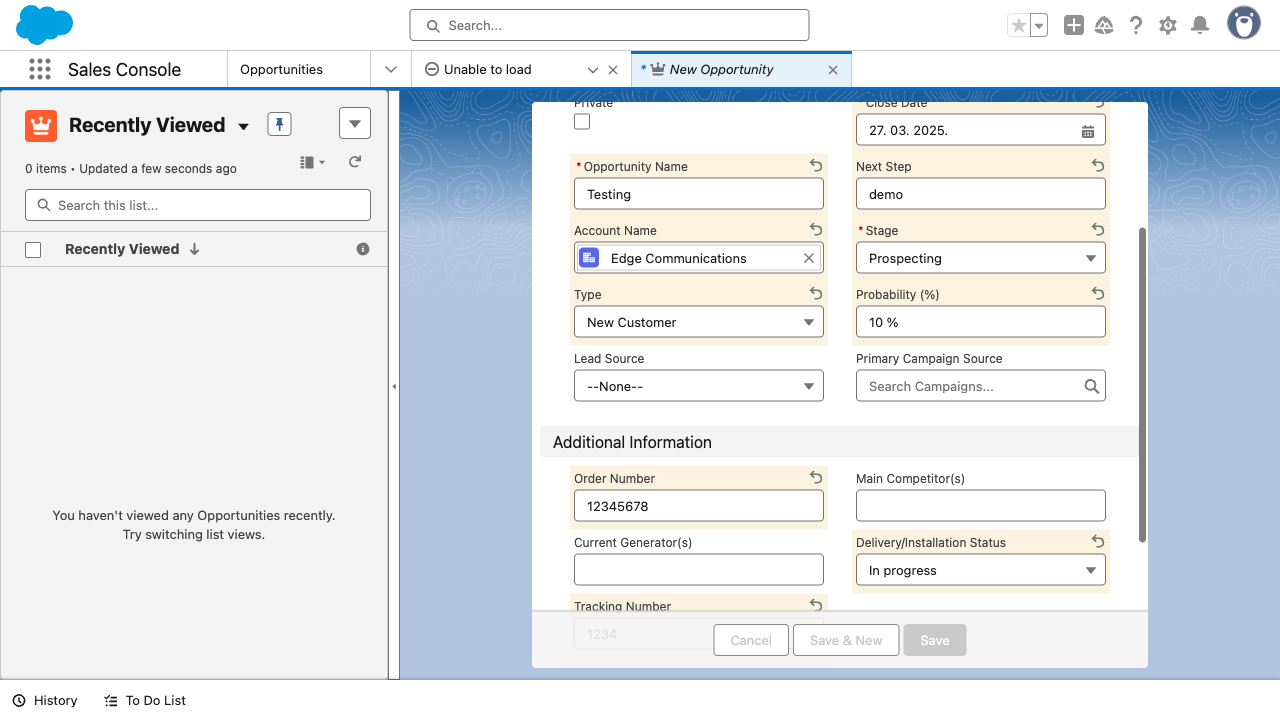 Search...
Sales Console
Opportunities
Unable to load
* New Opportunity
Recently Viewed
0 items • Updated a few seconds ago
Search this list...
Recently Viewed
You haven't viewed any Opportunities recently.
Try switching list views.
Private
Close Date
27. 03. 2025.
* Opportunity Name
Testing
Next Step
demo
Account Name
Edge Communications
* Stage
Prospecting
Type
New Customer
Probability (%)
10 %
Lead Source
--None--
Primary Campaign Source
Search Campaigns...
Additional Information
Order Number
12345678
Main Competitor(s)
Current Generator(s)
Delivery/Installation Status
In progress
Tracking Number
1234
Cancel
Save & New
Save
History
To Do List